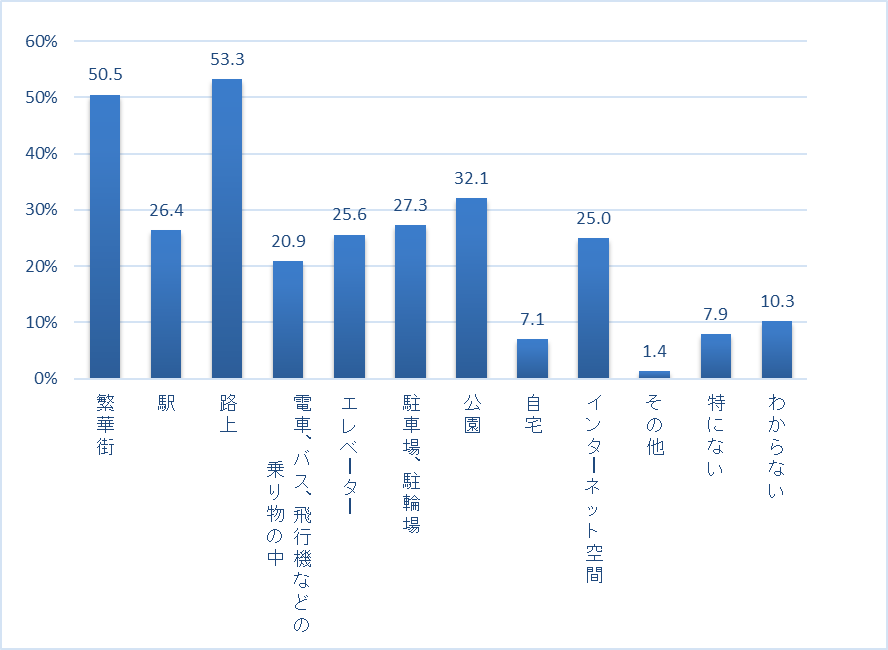 60%
50%
40%
30%
20%
10%
0%
50.5
26.4
53.3
20.9
25.6
27.3
32.1
7.1
25.0
1.4
7.9
10.3
繁華街
駅
路上
電車、バス、飛行機などの
乗り物の中
エレベーター
駐車場、駐輪場
公園
自宅
インターネット空間
その他
特にない
わからない